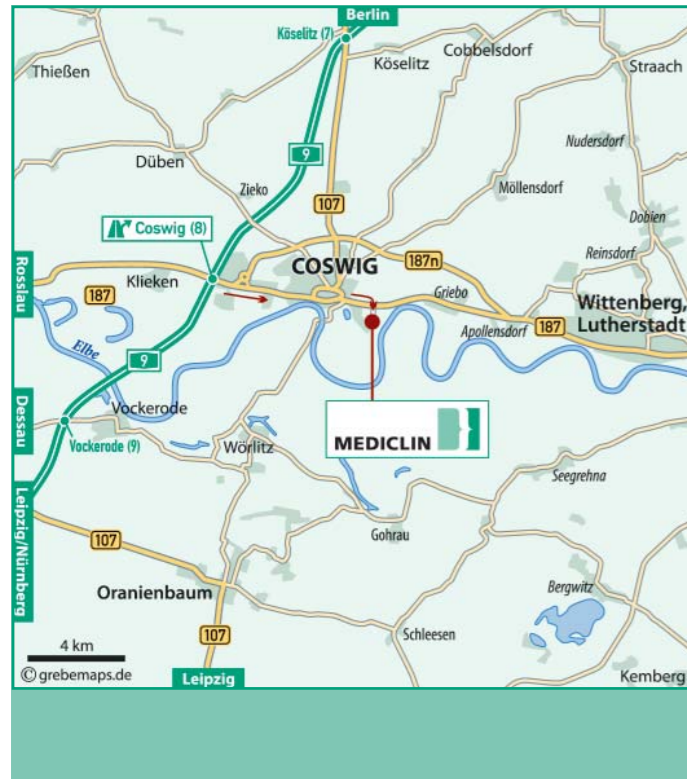 Berlin
Köselitz (7)
Cobbelsdorf
Köselitz
Straach
Thießen
Nudersdorf
9
Düben
Zieko
Möllensdorf
107
Dobien
Coswig (8)
Reinsdorf
COSWIG
187n
Rosslau
Klieken
Griebo
187
Wittenberg,
Lutherstadt
Apollensdorf
187
Elbe
9
Dessau
Vockerode
MEDICLIN
Vockerode (9)
Wörlitz
Seegrehna
Leipzig/Nürnberg
107
Gohrau
Oranienbaum
Bergwitz
107
Schleesen
4 km
© grebemaps.de
Leipzig
Kemberg